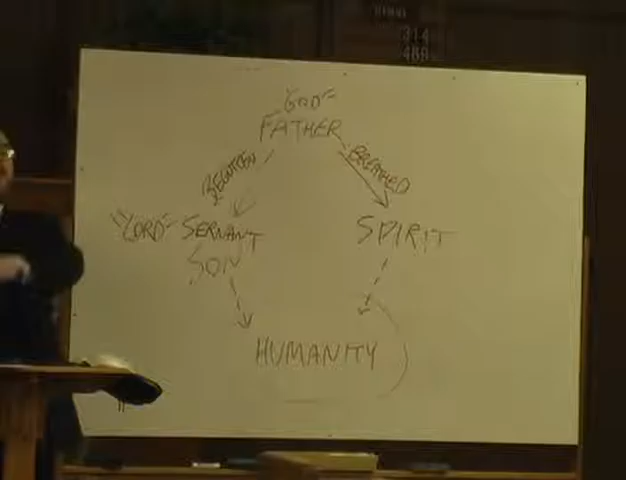 314
489
"GOD"
FATHER
BEGOTTEN
BREATHED
"LORD" SERVANT
SON
SPIRIT
HUMANITY